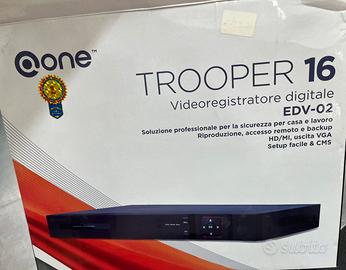 @one™
TROOPER 16
Videoregistratore digitale
EDV-02
Soluzione professionale per la sicurezza per casa e lavoro
Riproduzione, accesso remoto e backup
HD/MI, uscita VGA
Setup facile & CMS
subito